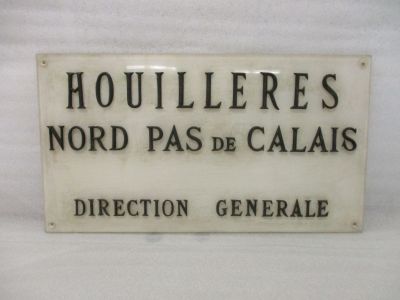 HOUILLERES
NORD PAS DE CALAIS
DIRECTION GENERALE